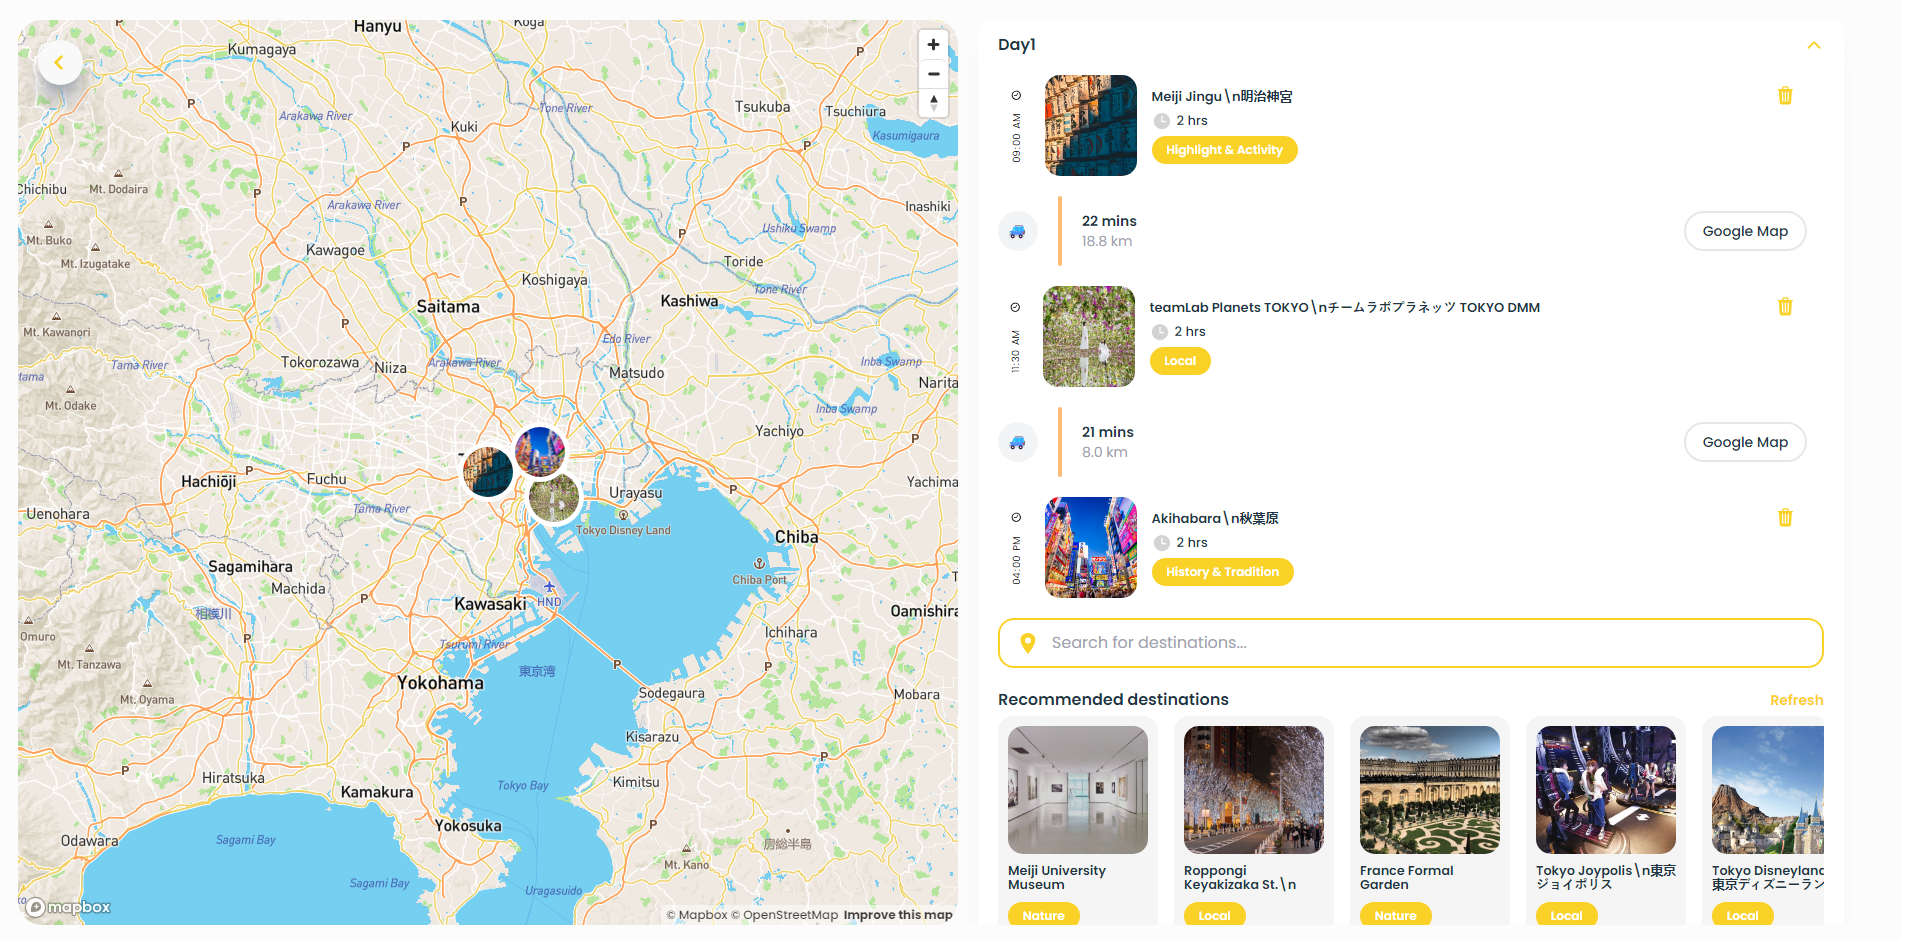 Hanyu
Koga
Kumagaya
Tone River
Tsukuba
Tsuchiura
Arakawa River
Kuki
Kasumigaura
Chichibu
Mt. Dodaira
Arakawa River
Inashiki
Mt. Buko
Kawagoe
Ushiku Swamp
Mt. Izugatake
Toride
Koshigaya
Tone River
Saitama
Kashiwa
Mt. Kawanori
Edo River
Tama River
Tokorozawa
Niiza
Arakawa River
Matsudo
Inba Swamp
Narita
tama
Mt. Odake
Inba Swamp
Yachiyo
Hachiōji
Fuchu
Urayasu
Yachima
Uenohara
Tama River
Tokyo Disney Land
Chiba
Sagamihara
Machida
Chiba Port
Kawasaki
HND
相模川
Oamishira
Omuro
Tsurumi River
Ichihara
Mt. Tanzawa
東京湾
Yokohama
Sodegaura
Mobara
Mt. Oyama
Kisarazu
Hiratsuka
Kimitsu
Tokyo Bay
Kamakura
Yokosuka
Odawara
Sagami Bay
房総半島
Mt. Kano
Sagami Bay
Uragasuido
mapbox
© Mapbox © OpenStreetMap Improve this map
Day1
09:00 AM
Meiji Jingu\n明治神宮
2 hrs
Highlight & Activity
22 mins
18.8 km
Google Map
11:30 AM
teamLab Planets TOKYO\nチームラボプラネッツ TOKYO DMM
2 hrs
Local
21 mins
8.0 km
Google Map
04:00 PM
Akihabara\n秋葉原
2 hrs
History & Tradition
Search for destinations...
Recommended destinations
Refresh
Meiji University
Museum
Nature
Roppongi
Keyakizaka St.\n
Local
France Formal
Garden
Nature
Tokyo Joypolis\n東京
ジョイポリス
Local
Tokyo Disneyland
東京ディズニーラン
Local